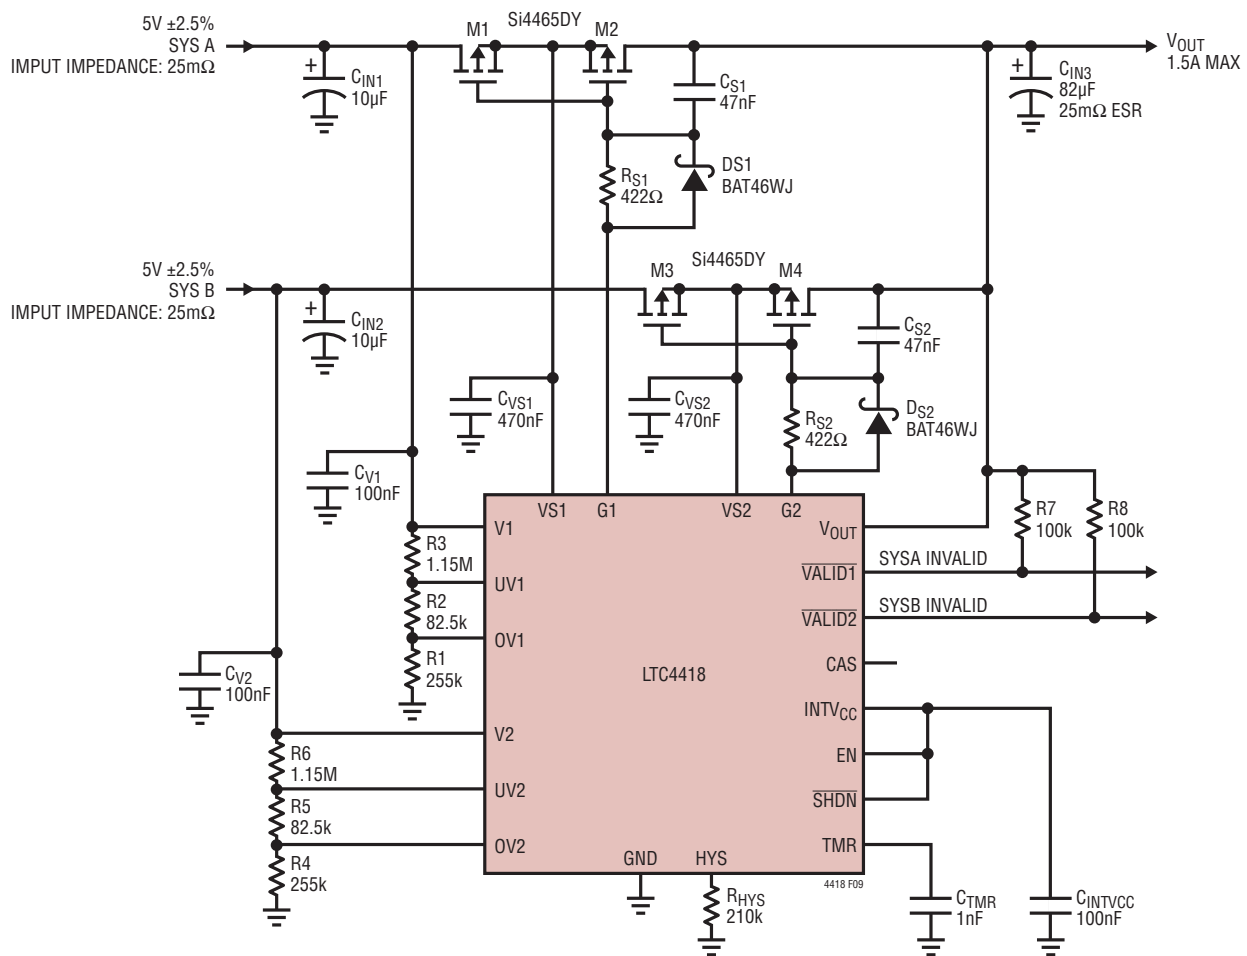 5V ±2.5%
SYS A
IMPUT IMPEDANCE: 25mΩ
+
CIN1
10µF
M1
Si4465DY
M2
CS1
47nF
+
CIN3
82µF
25mΩ ESR
VOUT
1.5A MAX
RS1
422Ω
DS1
BAT46WJ
5V ±2.5%
SYS B
IMPUT IMPEDANCE: 25mΩ
+
CIN2
10µF
Si4465DY
M3
M4
CS2
47nF
CVS1
470nF
CVS2
470nF
RS2
422Ω
DS2
BAT46WJ
CV1
100nF
R7
100k
R8
100k
VS1
G1
VS2
G2
V1
VOUT
R3
1.15M
UV1
VALID1
SYSA INVALID
R2
82.5k
OV1
VALID2
SYSB INVALID
R1
255k
CV2
100nF
LTC4418
CAS
INTVCC
V2
EN
R6
1.15M
UV2
SHDN
R5
82.5k
OV2
TMR
R4
255k
GND
HYS
4418 F09
RHYS
210k
CTMR
1nF
CINTVCC
100nF